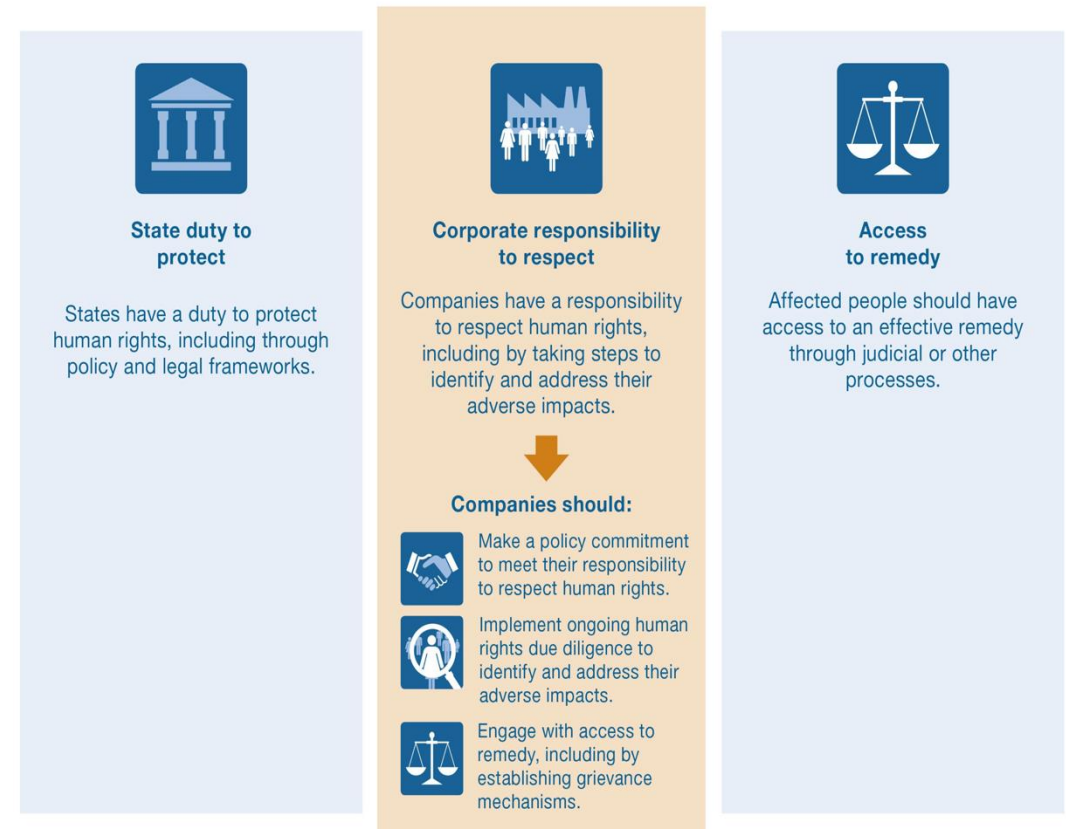 State duty to
protect
States have a duty to protect
human rights, including through
policy and legal frameworks.
Corporate responsibility
to respect
Companies have a responsibility
to respect human rights,
including by taking steps to
identify and address their
adverse impacts.
Companies should:
Make a policy commitment
to meet their responsibility
to respect human rights.
Implement ongoing human
rights due diligence to
identify and address their
adverse impacts.
Engage with access to
remedy, including by
establishing grievance
mechanisms.
Access
to remedy
Affected people should have
access to an effective remedy
through judicial or other
processes.